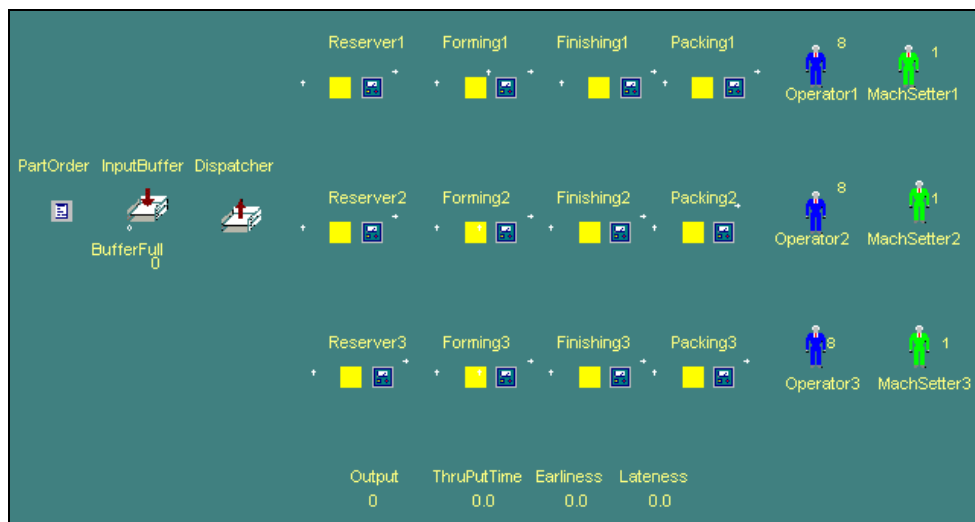 Reserver1 Forming1 Finishing1 Packing1 8 1
Operator1 MachSetter1
PartOrder InputBuffer Dispatcher
Reserver2 Forming2 Finishing2 Packing2 8 1
BufferFull Operator2 MachSetter2
0
Reserver3 Forming3 Finishing3 Packing3 8 1
Operator3 MachSetter3
Output ThruPutTime Earliness Lateness
0 0.0 0.0 0.0